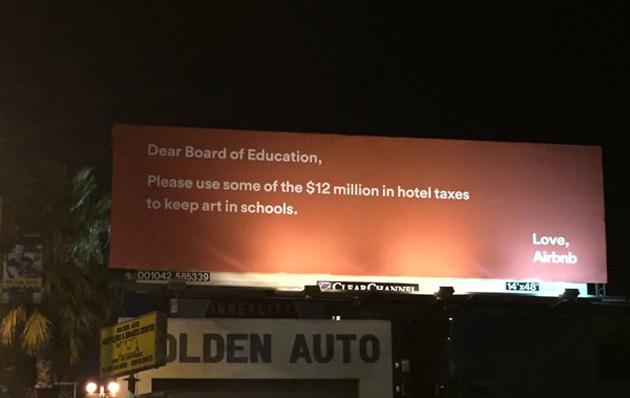 Dear Board of Education,
Please use some of the $12 million in hotel taxes
to keep art in schools.
Love,
Airbnb
001042 585339
CLEAR CHANNEL
14'x48'
INNERCITY
OLDEN AUTO